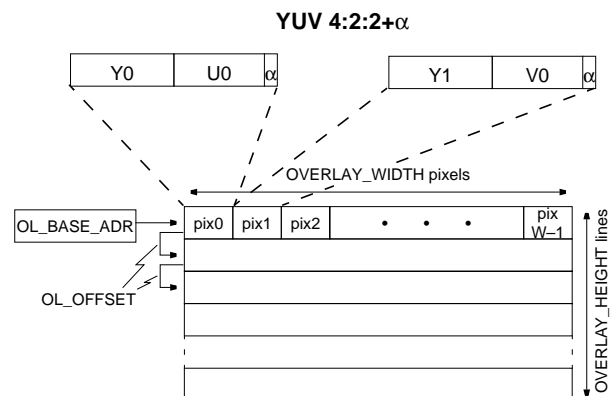 YUV 4:2:2+α
Y0 U0 α
Y1 V0 α
OVERLAY_WIDTH pixels
OL_BASE_ADR
pix0 pix1 pix2 • • • pix
W–1
OL_OFFSET
OVERLAY_HEIGHT lines